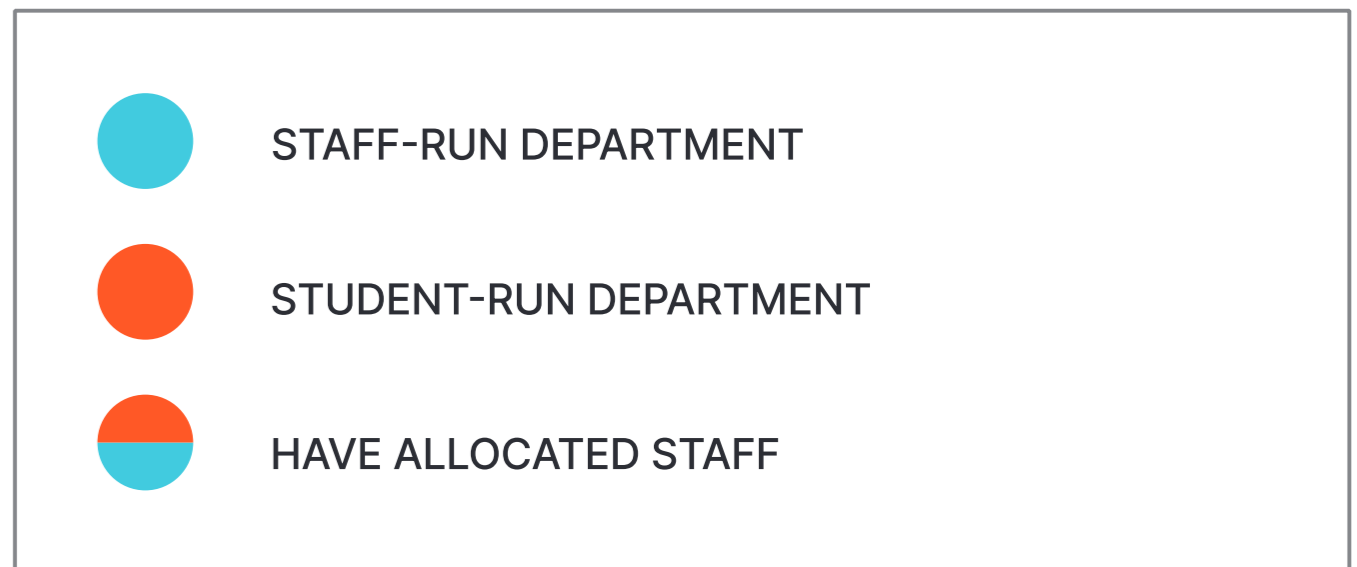 STAFF-RUN DEPARTMENT
STUDENT-RUN DEPARTMENT
HAVE ALLOCATED STAFF